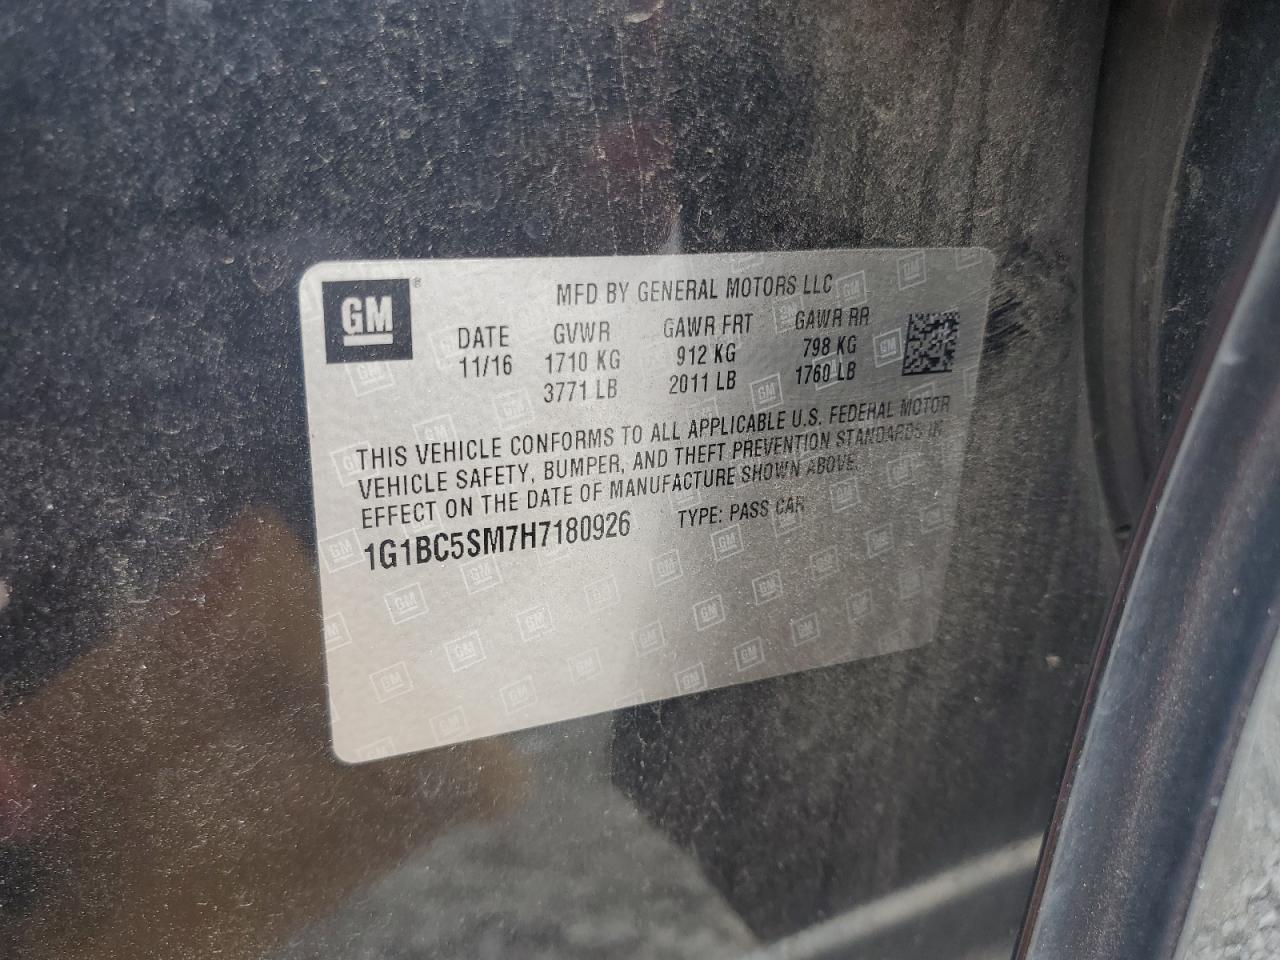 GM
MFD BY GENERAL MOTORS LLC
DATE GVWR GAWR FRT GAWR RR
11/16 1710 KG 912 KG 798 KG
3771 LB 2011 LB 1760 LB
THIS VEHICLE CONFORMS TO ALL APPLICABLE U.S. FEDERAL MOTOR
VEHICLE SAFETY, BUMPER, AND THEFT PREVENTION STANDARDS IN
EFFECT ON THE DATE OF MANUFACTURE SHOWN ABOVE.
1G1BC5SM7H7180926 TYPE: PASS CAR